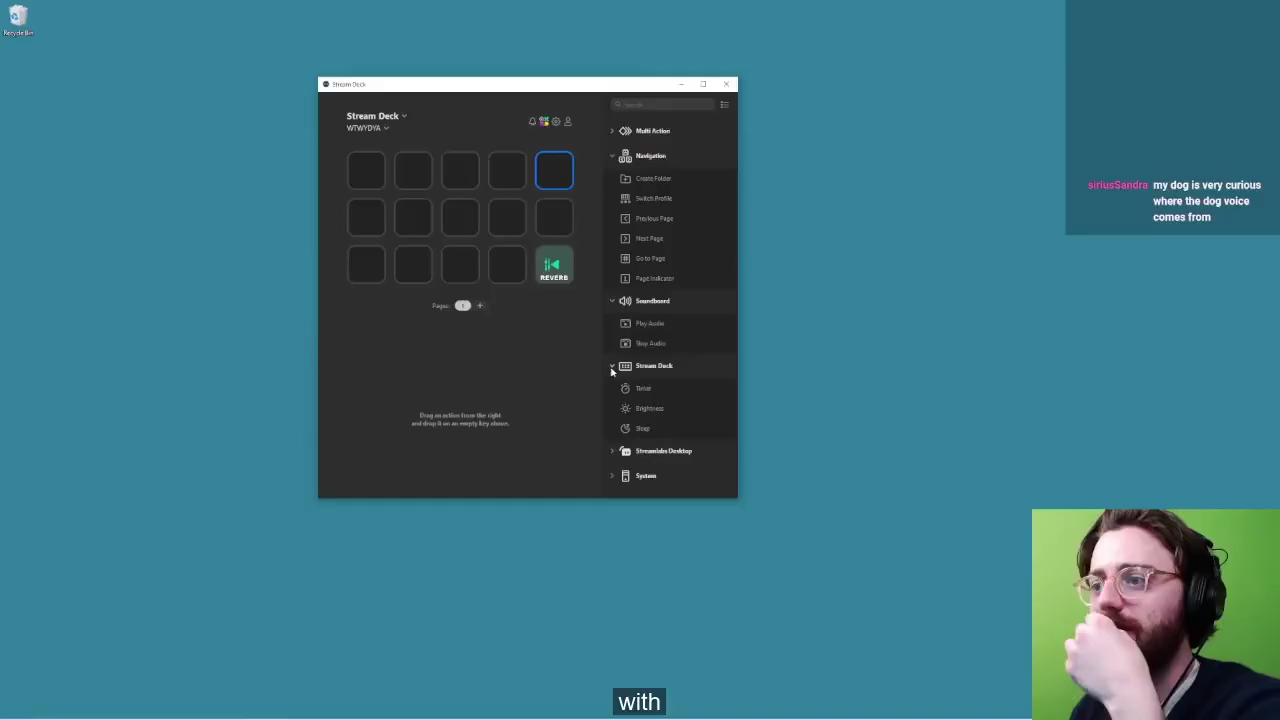 Recycle Bin
Stream Deck
Stream Deck
WTWYDYA
REVERB
Pages:
1
+
Drag an action from the right
and drop it on an empty key above.
Search
Multi Action
Navigation
Create Folder
Switch Profile
Previous Page
Next Page
Go to Page
Page Indicator
Soundboard
Play Audio
Stop Audio
Stream Deck
Timer
Brightness
Sleep
Streamlabs Desktop
System
siriusSandra my dog is very curious
where the dog voice
comes from
with